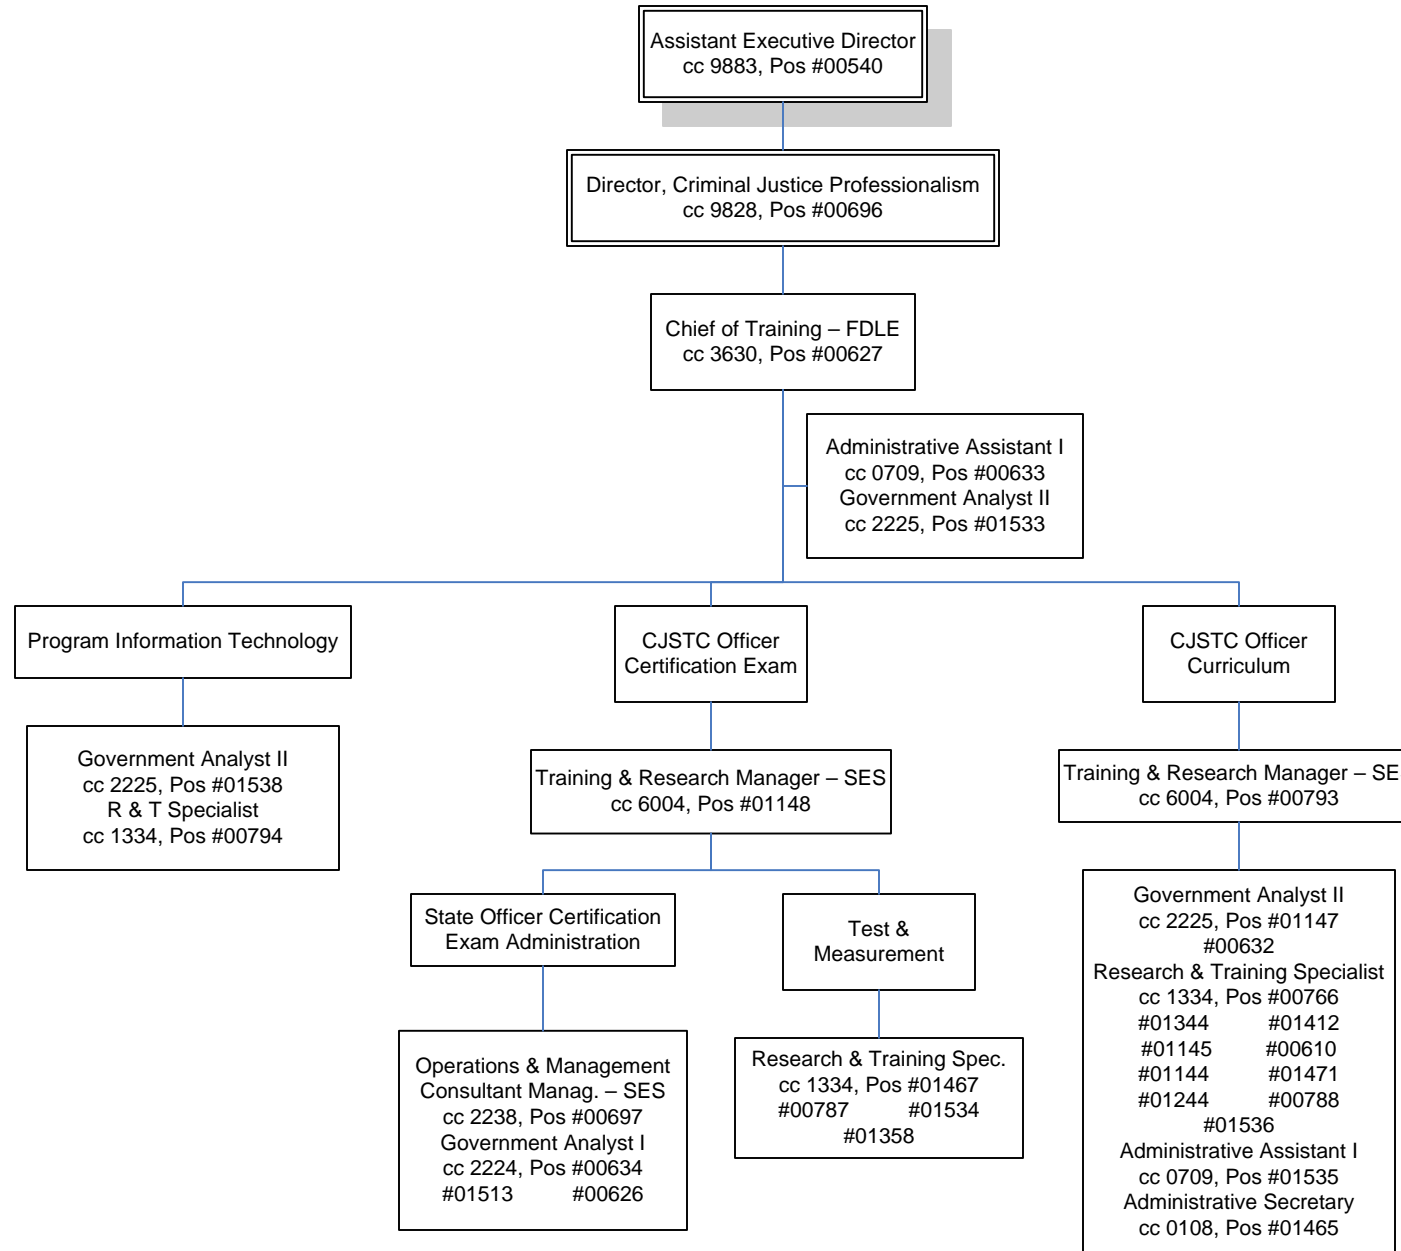 Assistant Executive Director
cc 9883, Pos #00540
Director, Criminal Justice Professionalism
cc 9828, Pos #00696
Chief of Training – FDLE
cc 3630, Pos #00627
Administrative Assistant I
cc 0709, Pos #00633
Government Analyst II
cc 2225, Pos #01533
Program Information Technology
Government Analyst II
cc 2225, Pos #01538
R & T Specialist
cc 1334, Pos #00794
CJSTC Officer
Certification Exam
Training & Research Manager – SES
cc 6004, Pos #01148
State Officer Certification
Exam Administration
Operations & Management
Consultant Manag. – SES
cc 2238, Pos #00697
Government Analyst I
cc 2224, Pos #00634
#01513 #00626
Test &
Measurement
Research & Training Spec.
cc 1334, Pos #01467
#00787 #01534
#01358
CJSTC Officer
Curriculum
Training & Research Manager – SE
cc 6004, Pos #00793
Government Analyst II
cc 2225, Pos #01147
#00632
Research & Training Specialist
cc 1334, Pos #00766
#01344 #01412
#01145 #00610
#01144 #01471
#01244 #00788
#01536
Administrative Assistant I
cc 0709, Pos #01535
Administrative Secretary
cc 0108, Pos #01465